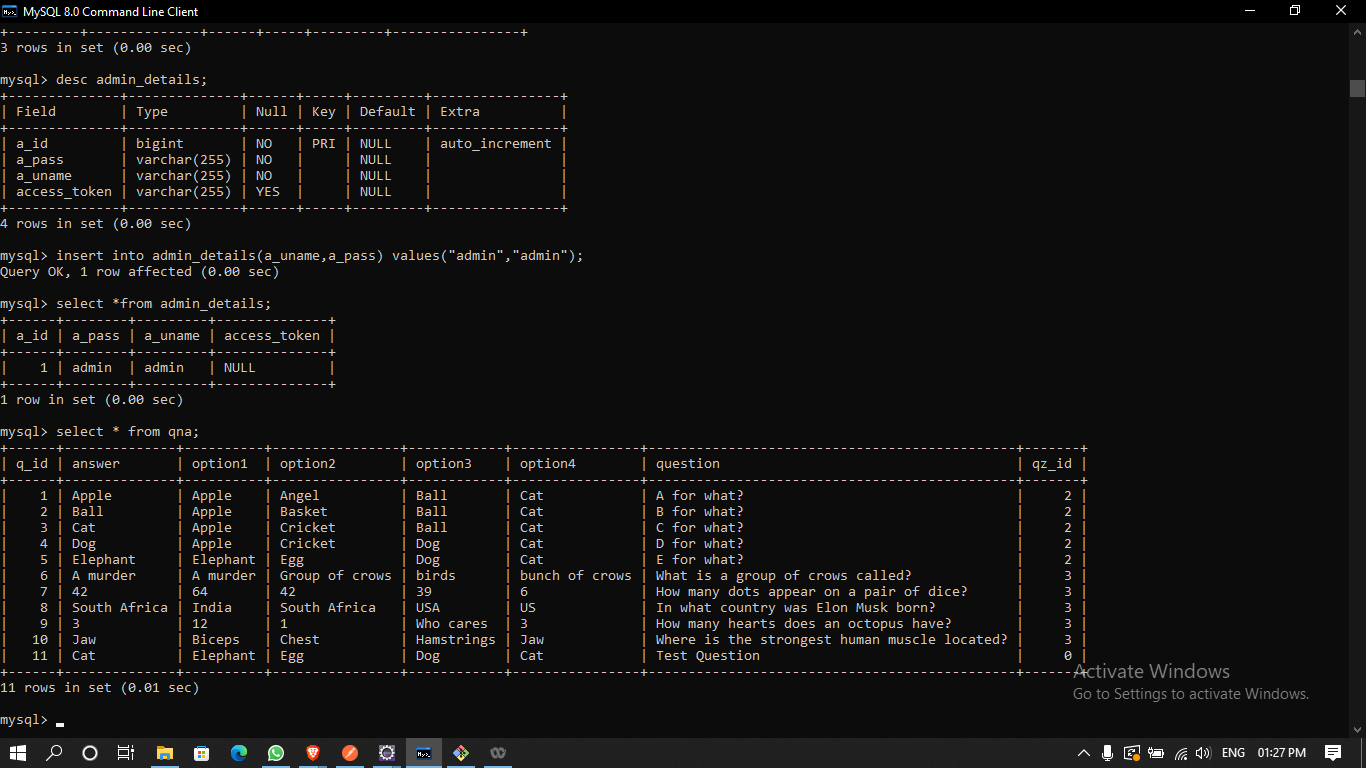 MySQL 8.0 Command Line Client
+---------+--------------+------+-----+---------+----------------+
3 rows in set (0.00 sec)
mysql> desc admin_details;
+--------------+--------------+------+-----+---------+----------------+
| Field        | Type         | Null | Key | Default | Extra          |
+--------------+--------------+------+-----+---------+----------------+
| a_id         | bigint       | NO   | PRI | NULL    | auto_increment |
| a_pass       | varchar(255) | NO   |     | NULL    |                |
| a_uname      | varchar(255) | NO   |     | NULL    |                |
| access_token | varchar(255) | YES  |     | NULL    |                |
+--------------+--------------+------+-----+---------+----------------+
4 rows in set (0.00 sec)
mysql> insert into admin_details(a_uname,a_pass) values("admin","admin");
Query OK, 1 row affected (0.00 sec)
mysql> select *from admin_details;
+------+--------+---------+--------------+
| a_id | a_pass | a_uname | access_token |
+------+--------+---------+--------------+
|    1 | admin  | admin   | NULL         |
+------+--------+---------+--------------+
1 row in set (0.00 sec)
mysql> select * from qna;
+------+--------------+----------+----------------+------------+----------------+----------------------------------------------+-------+
| q_id | answer       | option1  | option2        | option3    | option4        | question                                     | qz_id |
+------+--------------+----------+----------------+------------+----------------+----------------------------------------------+-------+
|    1 | Apple        | Apple    | Angel          | Ball       | Cat            | A for what?                                  |     2 |
|    2 | Ball         | Apple    | Basket         | Ball       | Cat            | B for what?                                  |     2 |
|    3 | Cat          | Apple    | Cricket        | Ball       | Cat            | C for what?                                  |     2 |
|    4 | Dog          | Apple    | Cricket        | Dog        | Cat            | D for what?                                  |     2 |
|    5 | Elephant     | Elephant | Egg            | Dog        | Cat            | E for what?                                  |     2 |
|    6 | A murder     | A murder | Group of crows | birds      | bunch of crows | What is a group of crows called?             |     3 |
|    7 | 42           | 64       | 42             | 39         | 6              | How many dots appear on a pair of dice?      |     3 |
|    8 | South Africa | India    | South Africa   | USA        | US             | In what country was Elon Musk born?          |     3 |
|    9 | 3            | 12       | 1              | Who cares  | 3              | How many hearts does an octopus have?        |     3 |
|   10 | Jaw          | Biceps   | Chest          | Hamstrings | Jaw            | Where is the strongest human muscle located? |     3 |
|   11 | Cat          | Elephant | Egg            | Dog        | Cat            | Test Question                                |     0 |
+------+--------------+----------+----------------+------------+----------------+----------------------------------------------+-------+
11 rows in set (0.01 sec)
Activate Windows
Go to Settings to activate Windows.
mysql>
ENG 01:27 PM